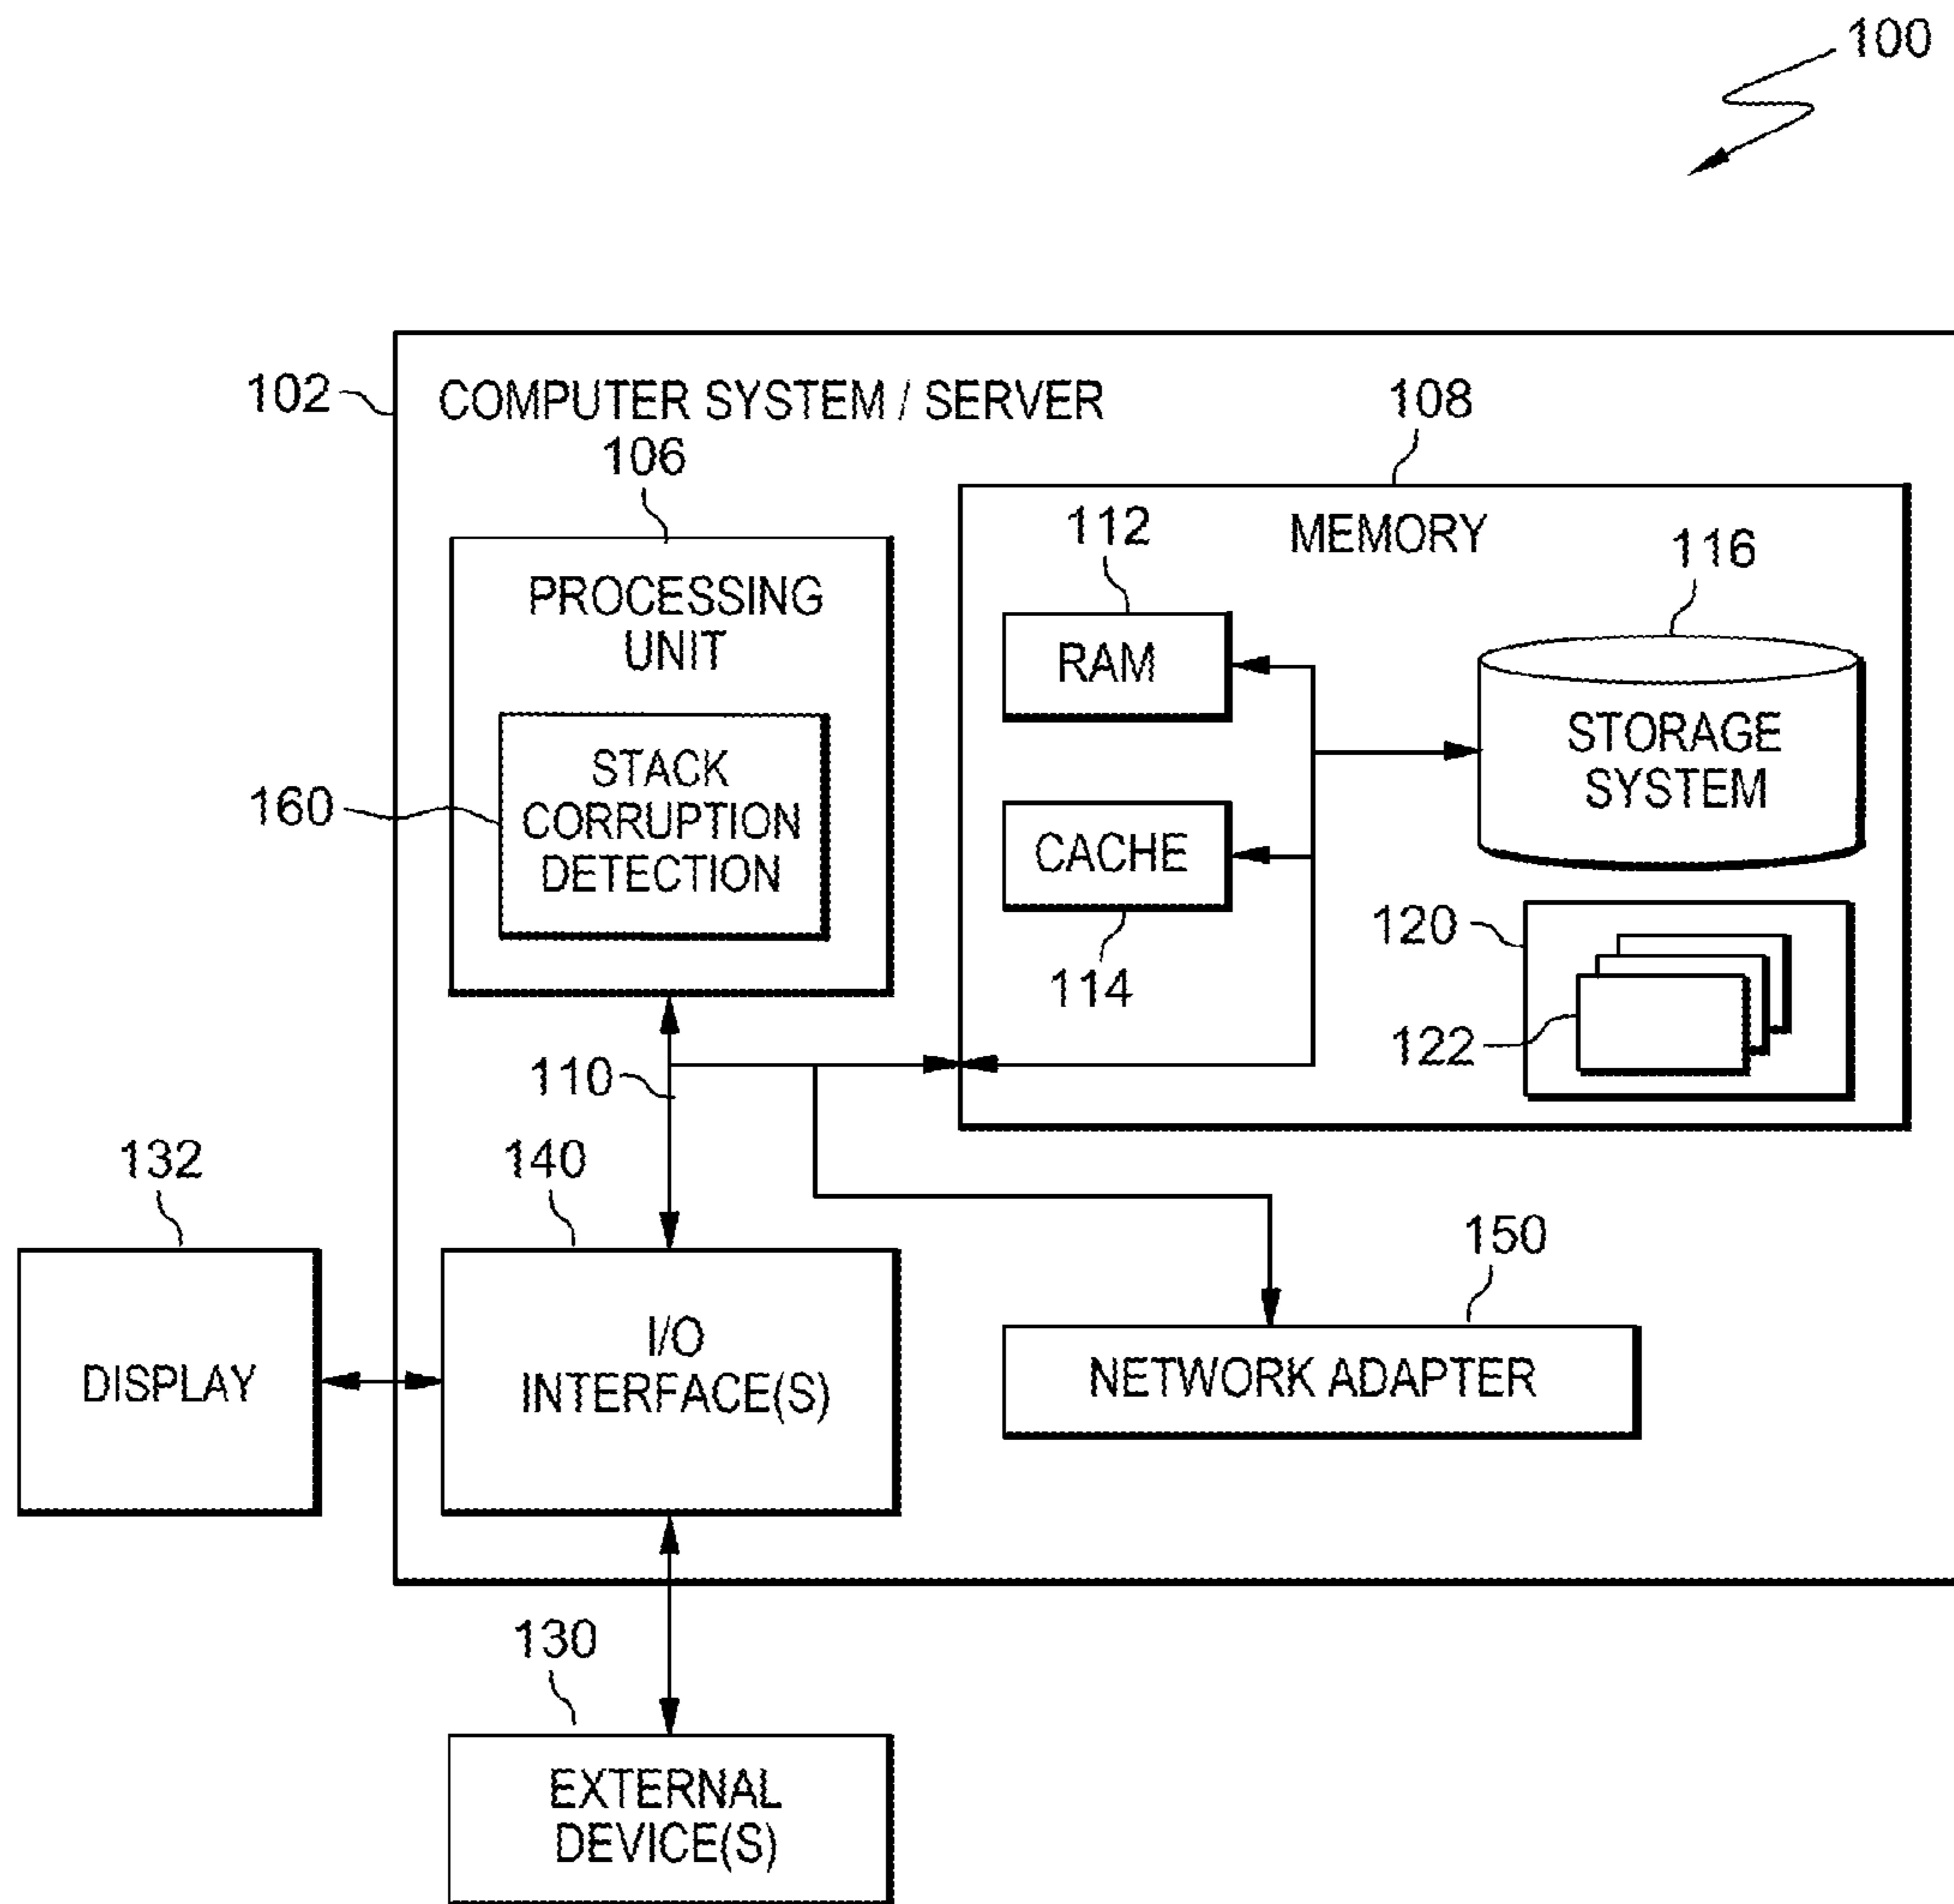 100
102
COMPUTER SYSTEM / SERVER
106
108
PROCESSING
UNIT
MEMORY
112
116
RAM
STORAGE
SYSTEM
160
STACK
CORRUPTION
DETECTION
CACHE
114
120
122
110
132
140
150
DISPLAY
I/O
INTERFACE(S)
NETWORK ADAPTER
130
EXTERNAL
DEVICE(S)